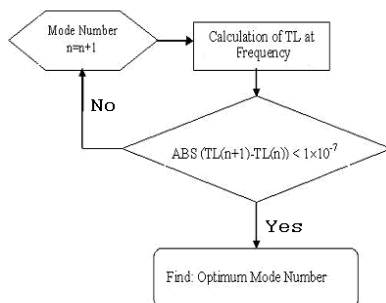 Mode Number
n=n+1
Calculation of TL at
Frequency
No
ABS (TL(n+1)-TL(n)) < 1×10⁻⁷
Yes
Find: Optimum Mode Number